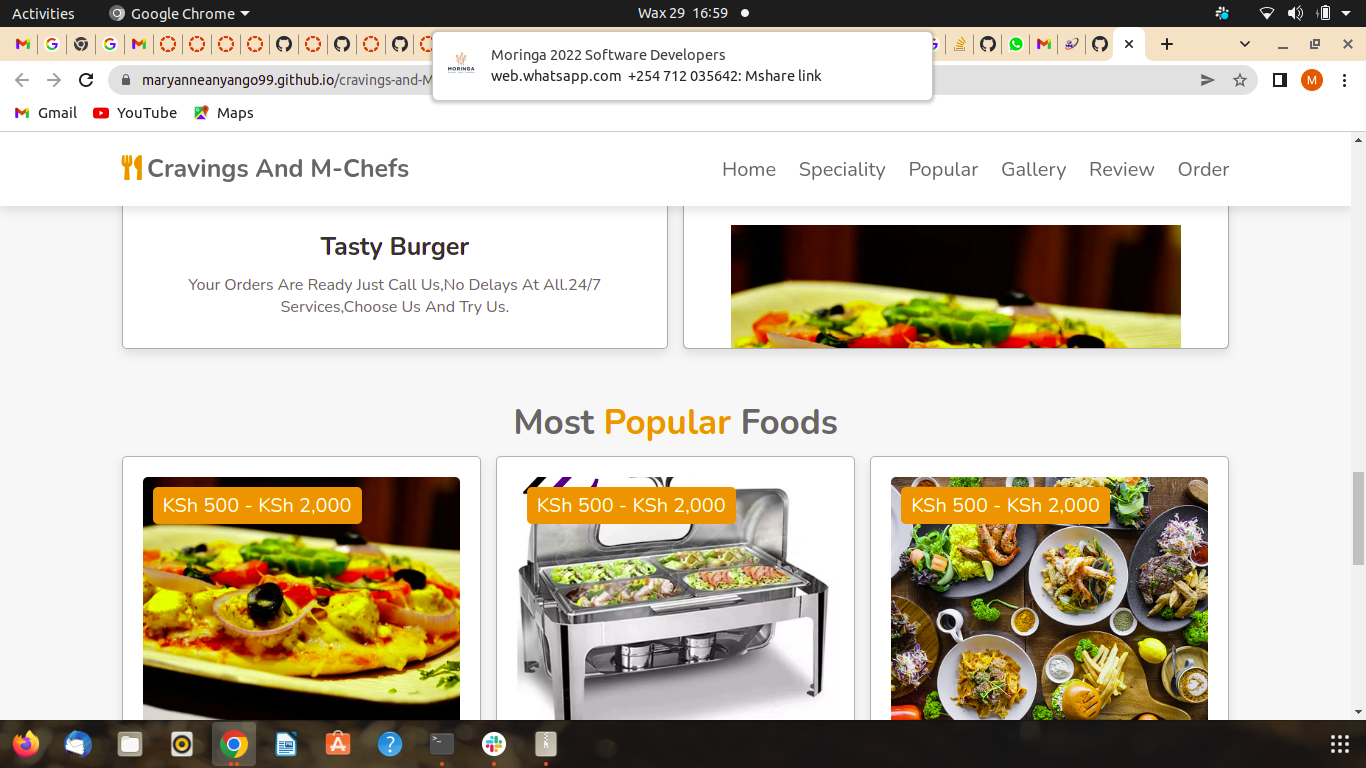 Activities
Google Chrome
Wax 29 16:59
Moringa 2022 Software Developers
web.whatsapp.com +254 712 035642: Mshare link
MORINGA
maryanneanyango99.github.io/cravings-and-M
M
Gmail
YouTube
Maps
Cravings And M-Chefs
Home
Speciality
Popular
Gallery
Review
Order
Tasty Burger
Your Orders Are Ready Just Call Us,No Delays At All.24/7
Services,Choose Us And Try Us.
Most Popular Foods
KSh 500 - KSh 2,000
KSh 500 - KSh 2,000
KSh 500 - KSh 2,000